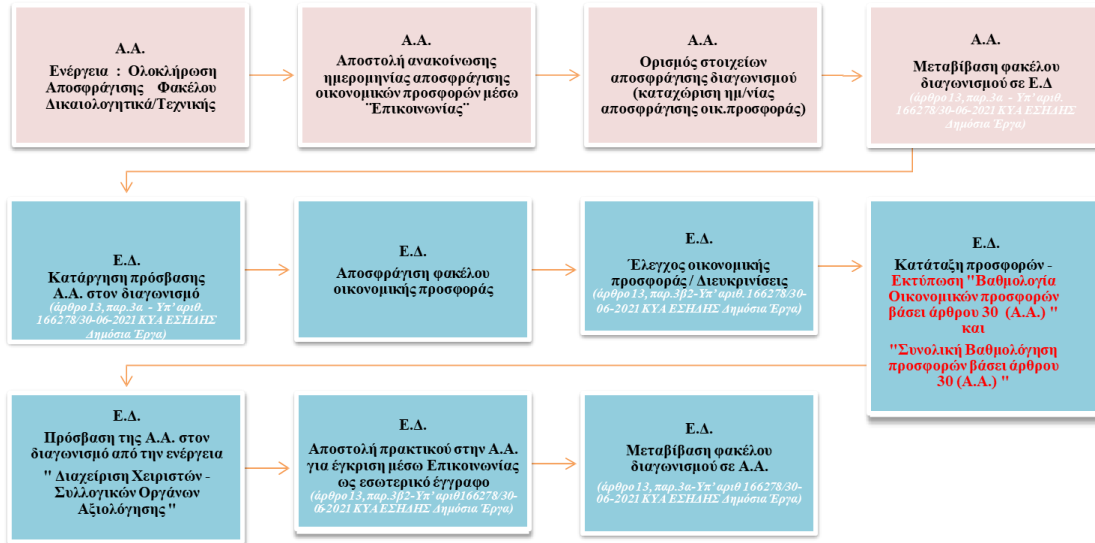 Α.Α.
Ενέργεια : Ολοκλήρωση
Αποσφράγισης Φακέλου
Δικαιολογητικά/Τεχνικής
Α.Α.
Αποστολή ανακοίνωσης
ημερομηνίας αποσφράγισης
οικονομικών προσφορών μέσω
¨Επικοινωνίας¨
Α.Α.
Ορισμός στοιχείων
αποσφράγισης διαγωνισμού
(καταχώριση ημ/νίας
αποσφράγισης οικ.προσφοράς)
Α.Α.
Μεταβίβαση φακέλου
διαγωνισμού σε Ε.Δ
(άρθρο 13, παρ.3α - Υπ' αριθ.
166278/30-06-2021 ΚΥΑ ΕΣΗΔΗΣ
Δημόσια Έργα)
Ε.Δ.
Κατάργηση πρόσβασης
Α.Α. στον διαγωνισμό
(άρθρο 13, παρ.3α - Υπ' αριθ.
166278/30-06-2021 ΚΥΑ ΕΣΗΔΗΣ
Δημόσια Έργα)
Ε.Δ.
Αποσφράγιση φακέλου
οικονομικής προσφοράς
Ε.Δ.
Έλεγχος οικονομικής
προσφοράς / Διευκρινίσεις
(άρθρο 13, παρ.3β2-Υπ' αριθ. 166278/30-
06-2021 ΚΥΑ ΕΣΗΔΗΣ Δημόσια Έργα)
Ε.Δ.
Κατάταξη προσφορών -
Εκτύπωση "Βαθμολογία
Οικονομικών προσφορών
βάσει άρθρου 30 (Α.Α.) "
και
"Συνολική Βαθμολόγηση
προσφορών βάσει άρθρου
30 (Α.Α.) "
Ε.Δ.
Πρόσβαση της Α.Α. στον
διαγωνισμό από την ενέργεια
" Διαχείριση Χειριστών -
Συλλογικών Οργάνων
Αξιολόγησης "
Ε.Δ.
Αποστολή πρακτικού στην Α.Α.
για έγκριση μέσω Επικοινωνίας
ως εσωτερικό έγγραφο
(άρθρο 13, παρ.3β2-Υπ' αριθ166278/30-
06-2021 ΚΥΑ ΕΣΗΔΗΣ Δημόσια Έργα)
Ε.Δ.
Μεταβίβαση φακέλου
διαγωνισμού σε Α.Α.
(άρθρο 13, παρ.3α-Υπ' αριθ 166278/30-
06-2021 ΚΥΑ ΕΣΗΔΗΣ Δημόσια Έργα)